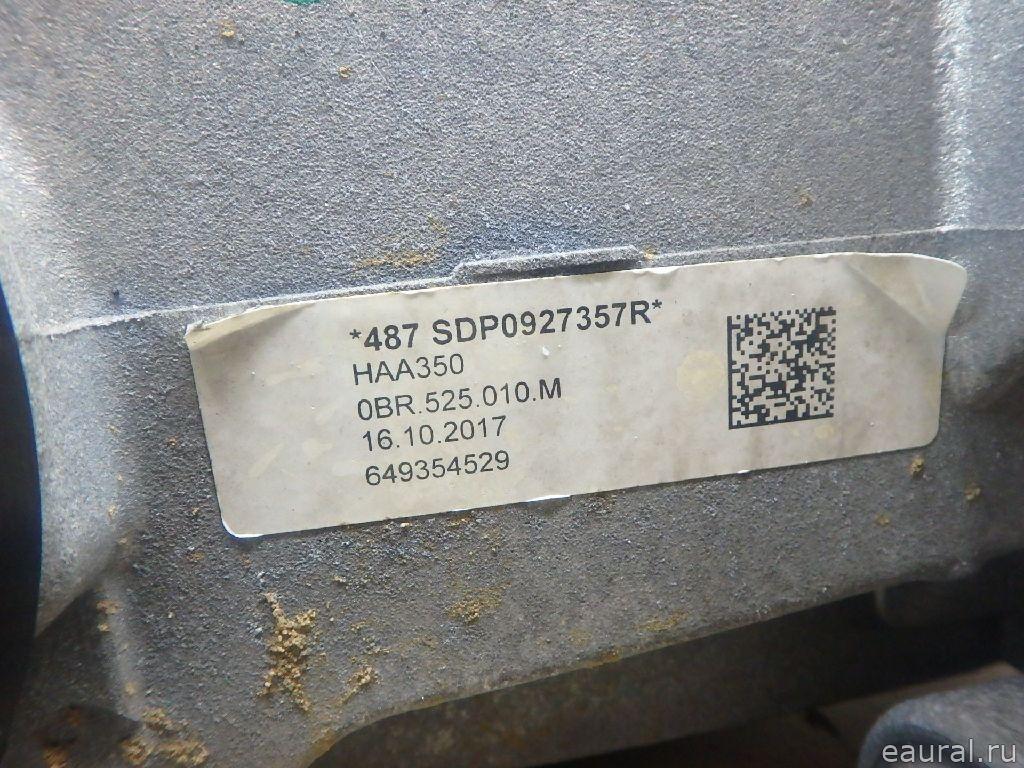 *487 SDP0927357R*
HAA350
0BR.525.010.M
16.10.2017
649354529
eaural.ru